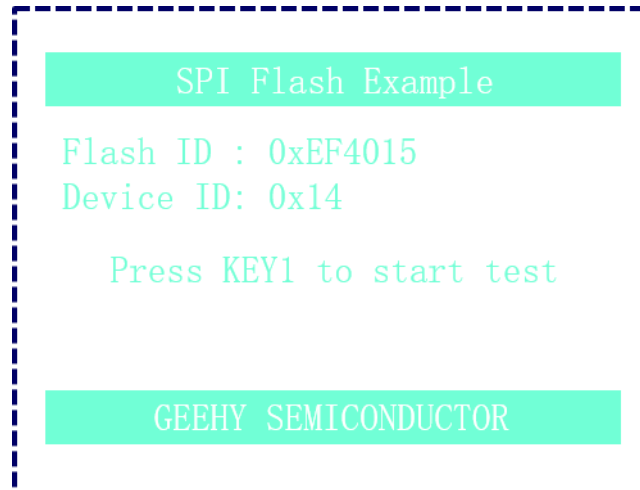 SPI Flash Example
Flash ID : 0xEF4015
Device ID: 0x14
Press KEY1 to start test
GEEHY SEMICONDUCTOR